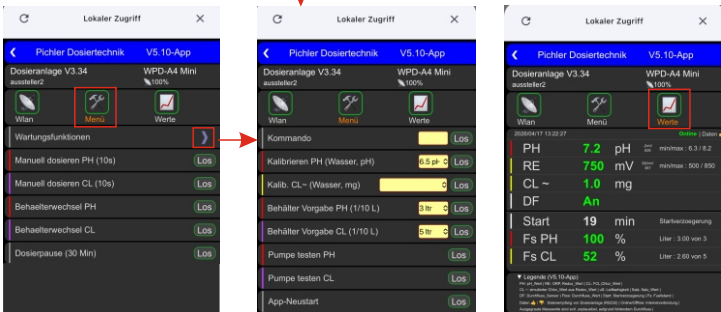 Lokaler Zugriff
Pichler Dosiertechnik V5.10-App
Dosieranlage V3.34 WPD-A4 Mini
aussteller2 100%
Wlan Menü Werte
Wartungsfunktionen
Manuell dosieren PH (10s) Los
Manuell dosieren CL (10s) Los
Behaelterwechsel PH Los
Behaelterwechsel CL Los
Dosierpause (30 Min) Los
Lokaler Zugriff
Pichler Dosiertechnik V5.10-App
Dosieranlage V3.34 WPD-A4 Mini
aussteller2 100%
Wlan Menü Werte
Kommando Los
Kalibrieren PH (Wasser, pH) 6.5 pH Los
Kalib. CL~ (Wasser, mg) Los
Behälter Vorgabe PH (1/10 L) 3 ltr Los
Behälter Vorgabe CL (1/10 L) 5 ltr Los
Pumpe testen PH Los
Pumpe testen CL Los
App-Neustart Los
Lokaler Zugriff
Pichler Dosiertechnik V5.10-App
Dosieranlage V3.34 WPD-A4 Mini
aussteller2 100%
Wlan Menü Werte
2026/04/17 13:22:27 Online | Daten
PH 7.2 pH min/max : 6.3 / 8.2
RE 750 mV min/max : 500 / 850
CL ~ 1.0 mg
DF An
Start 19 min Startverzoegerung
Fs PH 100 % Liter : 3.00 von 3
Fs CL 52 % Liter : 2.60 von 5
▼ Legende (V5.10-App)